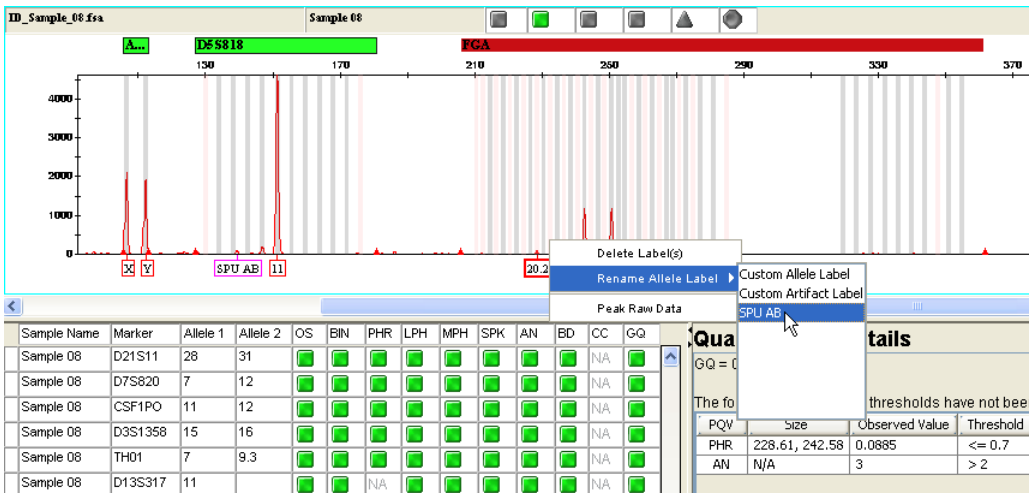 ID_Sample_08.fsa Sample 08
A... D5S818 FGA
130 170 210 250 290 330 370
4000
3000
2000
1000
0
X Y SPU AB 11 20.2
Delete Label(s)
Rename Allele Label
Peak Raw Data
Custom Allele Label
Custom Artifact Label
SPU AB
Sample Name Marker Allele 1 Allele 2 OS BIN PHR LPH MPH SPK AN BD CC GQ
Sample 08 D21S11 28 31 NA
Sample 08 D7S820 7 12 NA
Sample 08 CSF1PO 11 12 NA
Sample 08 D3S1358 15 16 NA
Sample 08 TH01 7 9.3 NA
Sample 08 D13S317 11 NA NA
Qua tails
GQ = 0
The fo thresholds have not bee
PQV Size Observed Value Threshold
PHR 228.61, 242.58 0.0885 <= 0.7
AN N/A 3 > 2